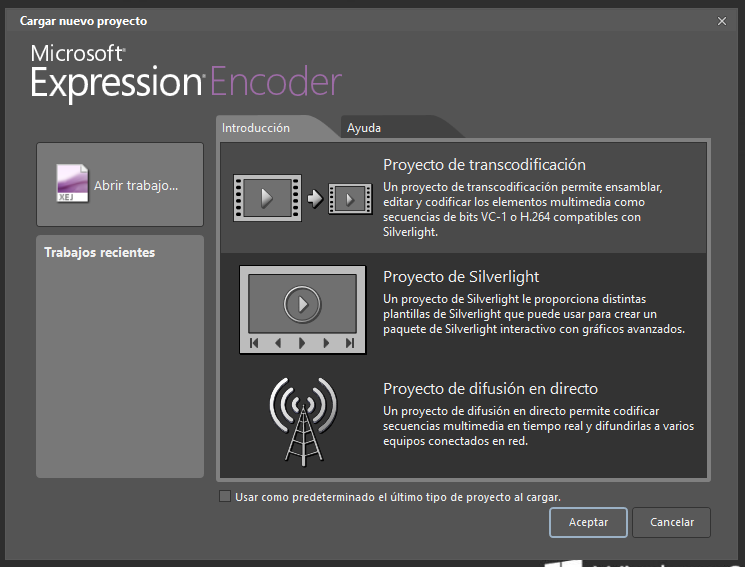 Cargar nuevo proyecto
Microsoft®
Expression® Encoder
Introducción
Ayuda
XEJ
Abrir trabajo...
Trabajos recientes
Proyecto de transcodificación
Un proyecto de transcodificación permite ensamblar,
editar y codificar los elementos multimedia como
secuencias de bits VC-1 o H.264 compatibles con
Silverlight.
Proyecto de Silverlight
Un proyecto de Silverlight le proporciona distintas
plantillas de Silverlight que puede usar para crear un
paquete de Silverlight interactivo con gráficos avanzados.
Proyecto de difusión en directo
Un proyecto de difusión en directo permite codificar
secuencias multimedia en tiempo real y difundirlas a varios
equipos conectados en red.
Usar como predeterminado el último tipo de proyecto al cargar.
Aceptar
Cancelar